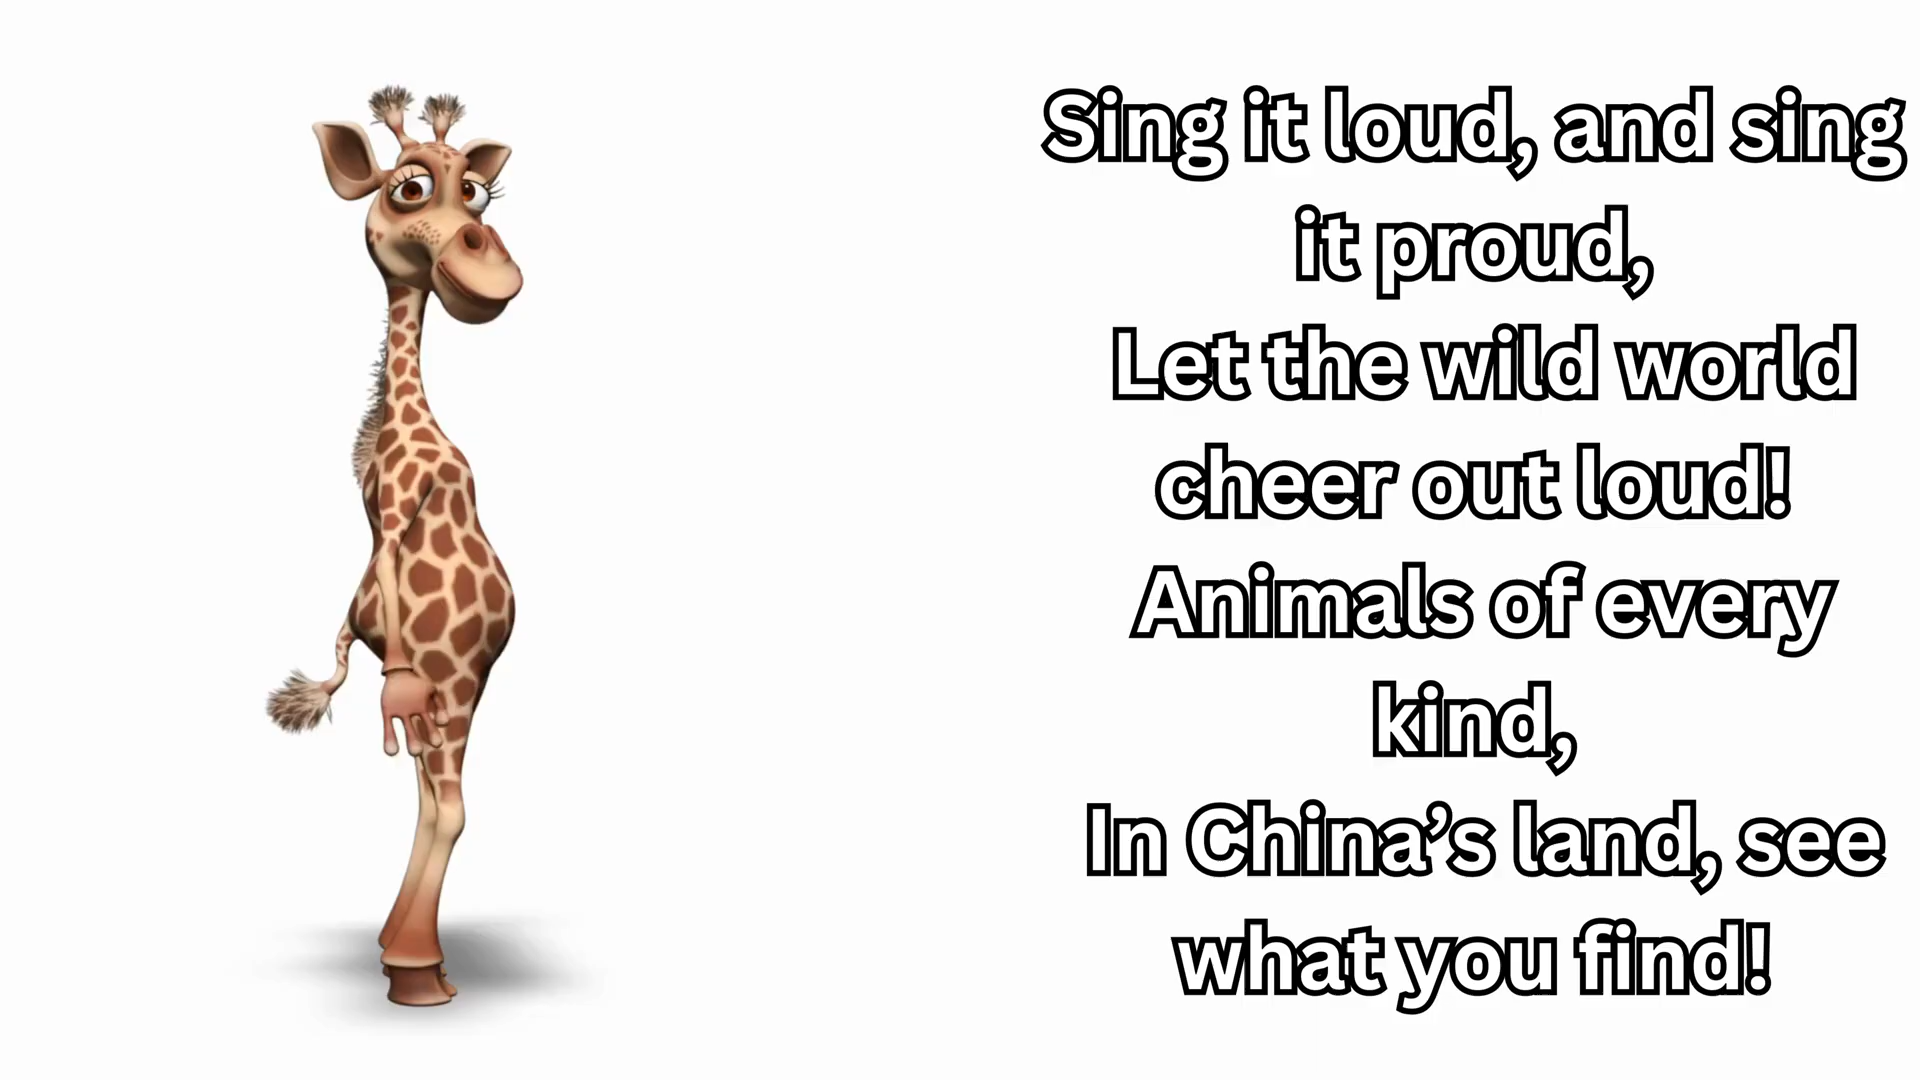 Sing it loud, and sing
it proud,
Let the wild world
cheer out loud!
Animals of every
kind,
In China’s land, see
what you find!